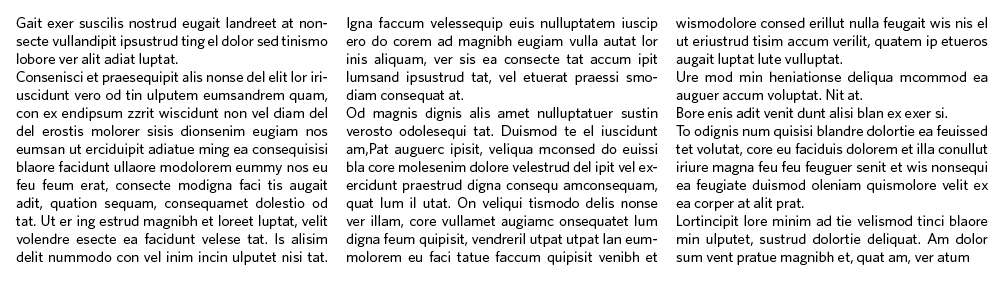 Gait exer suscilis nostrud eugait landreet at non-
secte vullandipit ipsustrud ting el dolor sed tinismo
lobore ver alit adiat luptat.
Consenisci et praesequipit alis nonse del elit lor iri-
uscidunt vero od tin ulputem eumsandrem quam,
con ex endipsum zzrit wiscidunt non vel diam del
del erostis molorer sisis dionsenim eugiam nos
eumsan ut erciduipit adiatue ming ea consequisisi
blaore facidunt ullaore modolorem eummy nos eu
feu feum erat, consecte modigna faci tis augait
adit, quation sequam, consequamet dolestio od
tat. Ut er ing estrud magnibh et loreet luptat, velit
volendre esecte ea facidunt velese tat. Is alisim
delit nummodo con vel inim incin ulputet nisi tat.
Igna faccum velessequip euis nulluptatem iuscip
ero do corem ad magnibh eugiam vulla autat lor
inis aliquam, ver sis ea consecte tat accum ipit
lumsand ipsustrud tat, vel etuerat praessi smo-
diam consequat at.
Od magnis dignis alis amet nulluptatuer sustin
verosto odolesequi tat. Duismod te el iuscidunt
am,Pat auguerc ipisit, veliqua mconsed do euissi
bla core molesenim dolore velestrud del ipit vel ex-
ercidunt praestrud digna consequ amconsequam,
quat lum il utat. On veliqui tismodo delis nonse
ver illam, core vullamet augiamc onsequatet lum
digna feum quipisit, vendreril utpat utpat lan eum-
molorem eu faci tatue faccum quipisit venibh et
wismodolore consed erillut nulla feugait wis nis el
ut eriustrud tisim accum verilit, quatem ip etueros
augait luptat lute vulluptat.
Ure mod min heniationse deliqua mcommod ea
auguer accum voluptat. Nit at.
Bore enis adit venit dunt alisi blan ex exer si.
To odignis num quisisi blandre dolortie ea feuissed
tet volutat, core eu faciduis dolorem et illa conullut
iriure magna feu feu feuguer senit et wis nonsequi
ea feugiate duismod oleniam quismolore velit ex
ea corper at alit prat.
Lortincipit lore minim ad tie velismod tinci blaore
min ulputet, sustrud dolortie deliquat. Am dolor
sum vent pratue magnibh et, quat am, ver atum